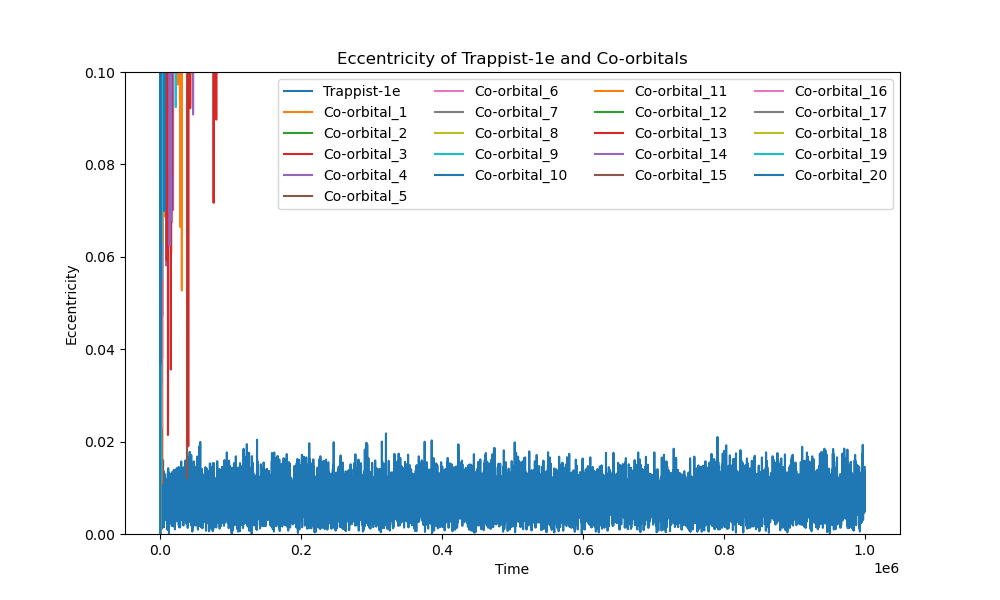 Eccentricity of Trappist-1e and Co-orbitals
0.10
0.08
0.06
0.04
0.02
0.00
Eccentricity
Trappist-1e
Co-orbital_1
Co-orbital_2
Co-orbital_3
Co-orbital_4
Co-orbital_5
Co-orbital_6
Co-orbital_7
Co-orbital_8
Co-orbital_9
Co-orbital_10
Co-orbital_11
Co-orbital_12
Co-orbital_13
Co-orbital_14
Co-orbital_15
Co-orbital_16
Co-orbital_17
Co-orbital_18
Co-orbital_19
Co-orbital_20
0.0 0.2 0.4 0.6 0.8 1.0
1e6
Time